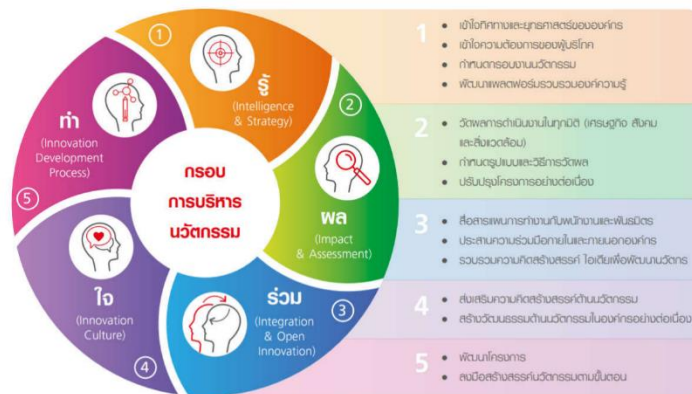 กรอบ
การบริหาร
นวัตกรรม
1
รู้
(Intelligence
& Strategy)
2
ผล
(Impact
& Assessment)
3
ร่วม
(Integration
& Open
Innovation)
4
ใจ
(Innovation
Culture)
5
ทำ
(Innovation
Development
Process)
1
• เข้าใจทิศทางและยุทธศาสตร์ขององค์กร
• เข้าใจความต้องการของผู้บริโภค
• กำหนดกรอบงานนวัตกรรม
• พัฒนาแพลตฟอร์มรวบรวมองค์ความรู้
2
• วัดผลการดำเนินงานในทุกมิติ (เศรษฐกิจ สังคม
และสิ่งแวดล้อม)
• กำหนดรูปแบบและวิธีการวัดผล
• ปรับปรุงโครงการอย่างต่อเนื่อง
3
• สื่อสารแผนการทำงานกับพนักงานและพันธมิตร
• ประสานความร่วมมือภายในและภายนอกองค์กร
• รวบรวมความคิดสร้างสรรค์ ไอเดียเพื่อพัฒนานวัตกร
4
• ส่งเสริมความคิดสร้างสรรค์ด้านนวัตกรรม
• สร้างวัฒนธรรมด้านนวัตกรรมในองค์กรอย่างต่อเนื่อง
5
• พัฒนาโครงการ
• ลงมือสร้างสรรค์นวัตกรรมตามขั้นตอน